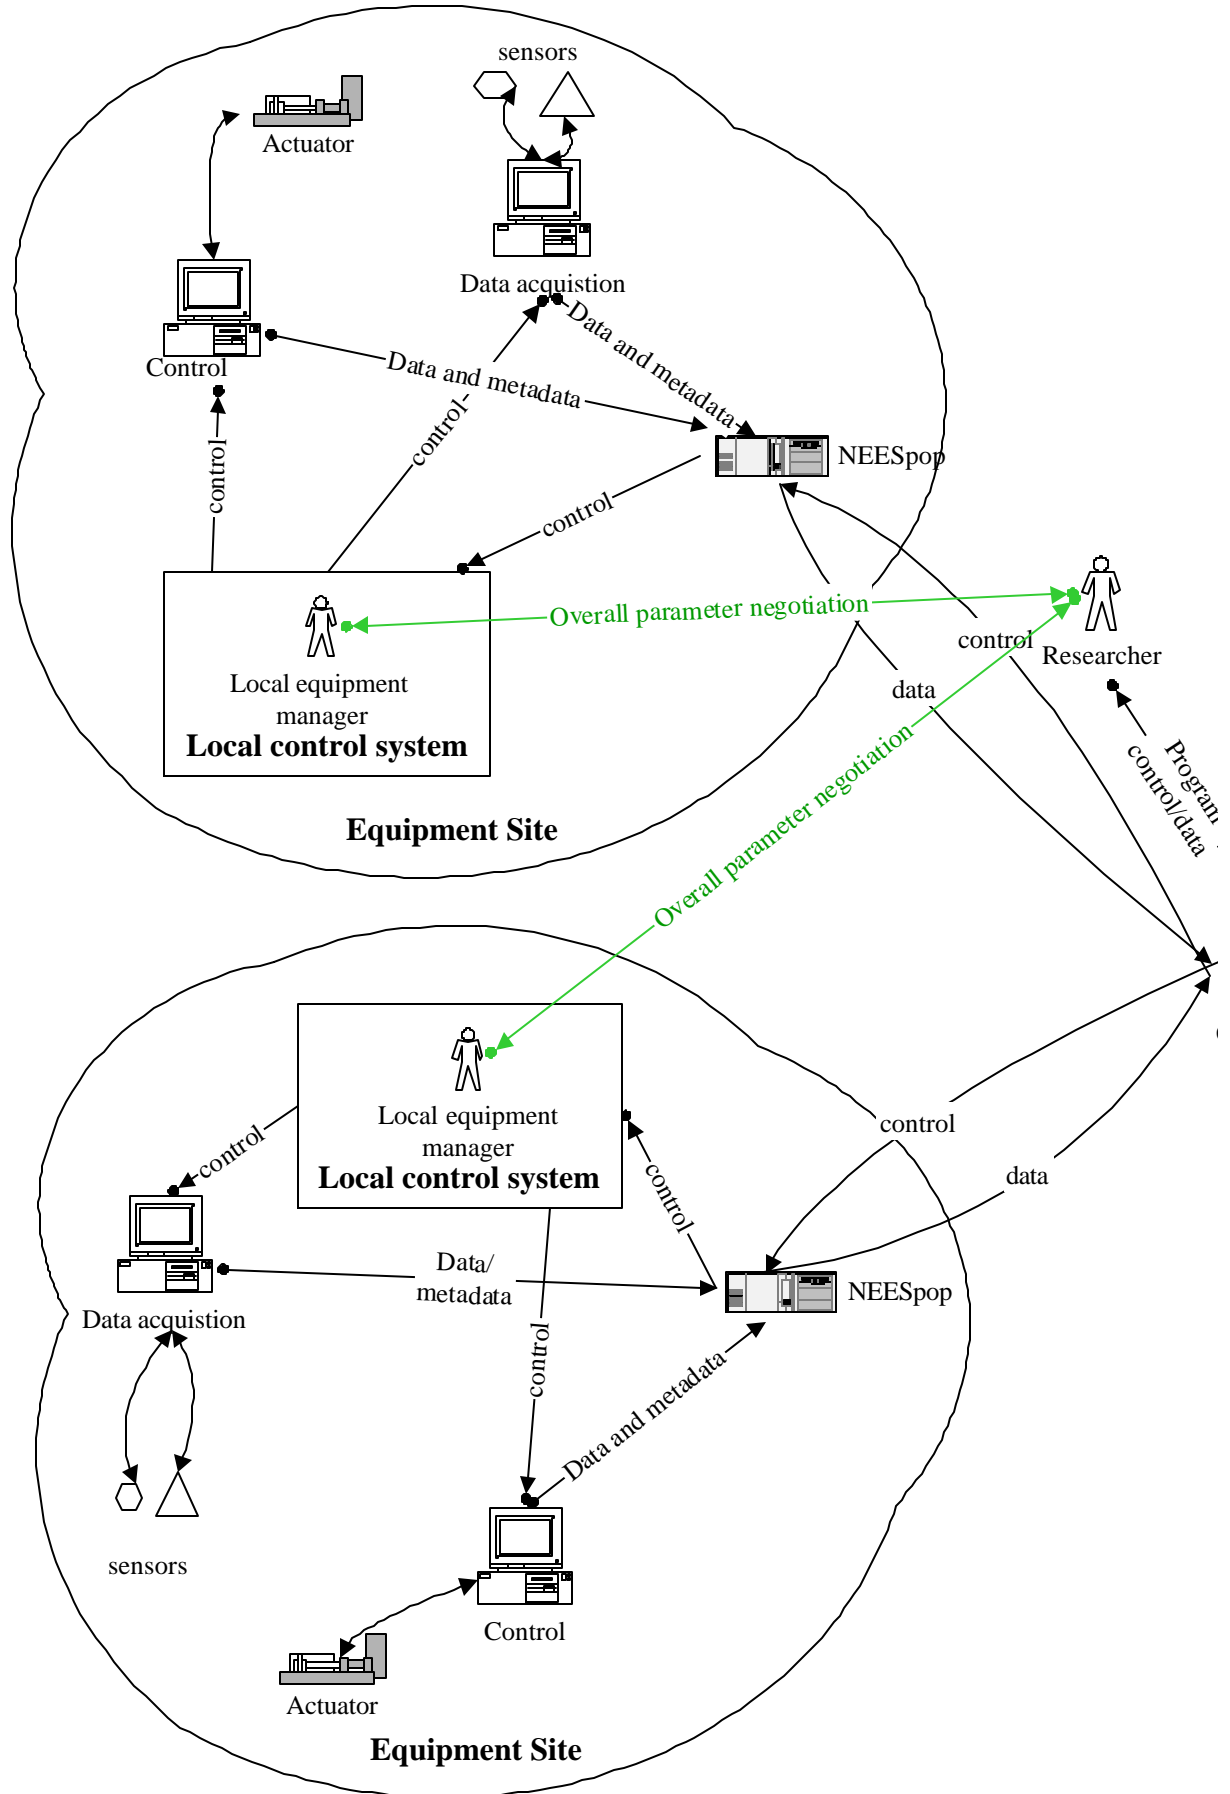 sensors
Actuator
Data acquistion
Control
Data and metadata
Data and metadata
control
control
NEESpop
control
Overall parameter negotiation
control
Researcher
Local equipment
manager
Local control system
data
Program
control/data
Equipment Site
Overall parameter negotiation
Local equipment
manager
Local control system
control
control
control
data
Data/
metadata
NEESpop
Data acquistion
control
Data and metadata
sensors
Control
Actuator
Equipment Site